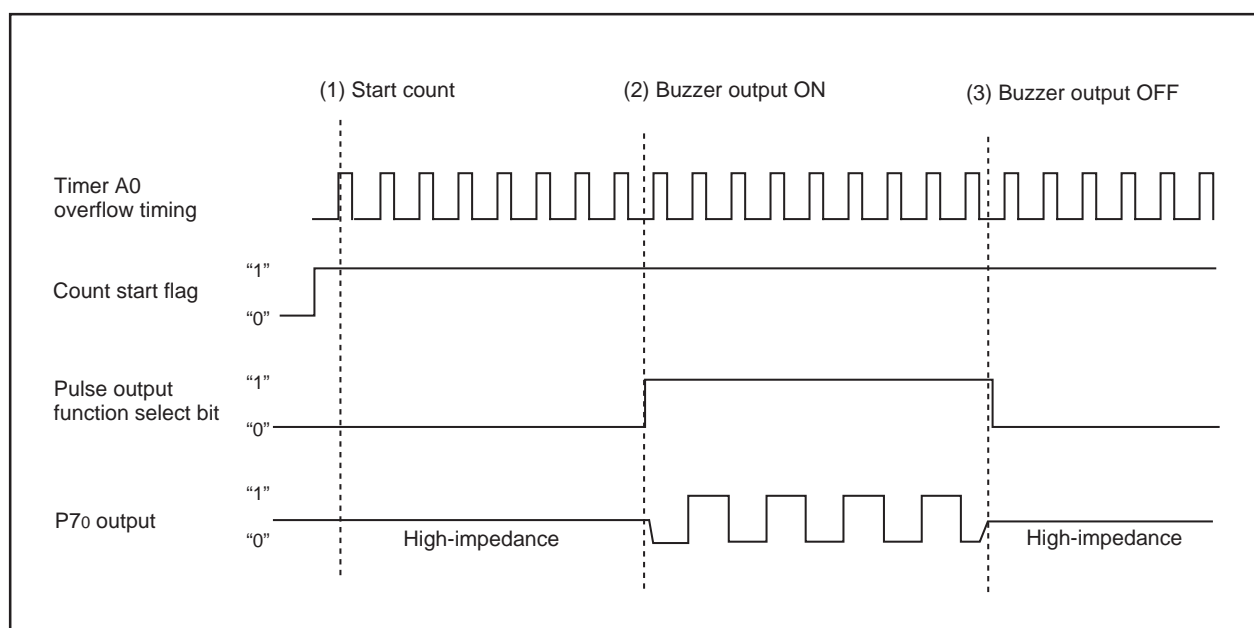 (1) Start count
(2) Buzzer output ON
(3) Buzzer output OFF
Timer A0
overflow timing
Count start flag
“1”
“0”
Pulse output
function select bit
“1”
“0”
P70 output
“1”
“0”
High-impedance
High-impedance